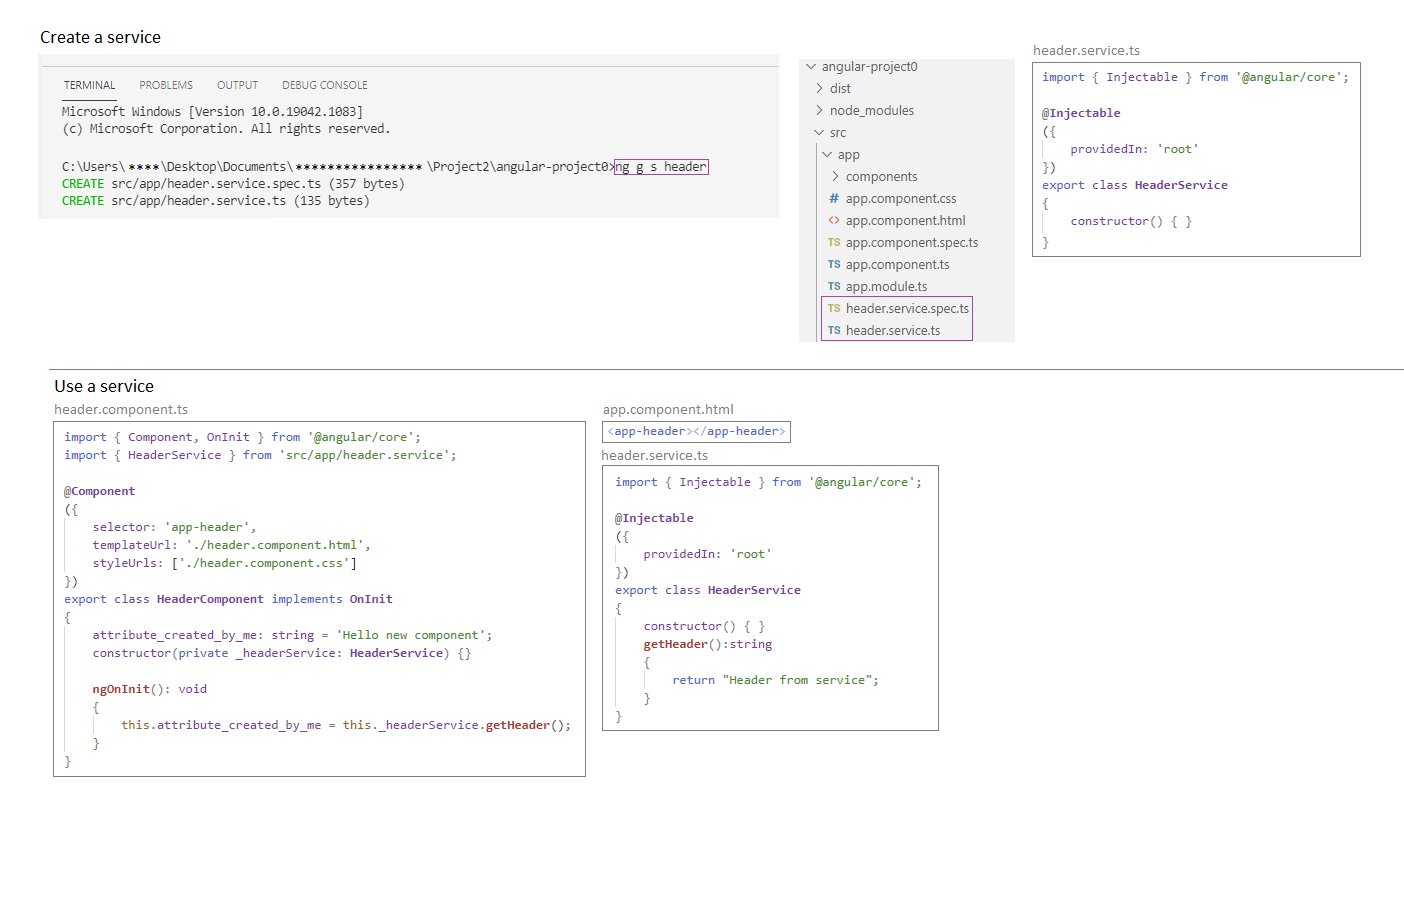 Create a service
TERMINAL PROBLEMS OUTPUT DEBUG CONSOLE
Microsoft Windows [Version 10.0.19042.1083]
(c) Microsoft Corporation. All rights reserved.
C:\Users\****\Desktop\Documents\****************\Project2\angular-project0>ng g s header
CREATE src/app/header.service.spec.ts (357 bytes)
CREATE src/app/header.service.ts (135 bytes)
angular-project0
dist
node_modules
src
app
components
# app.component.css
<> app.component.html
TS app.component.spec.ts
TS app.component.ts
TS app.module.ts
TS header.service.spec.ts
TS header.service.ts
header.service.ts
import { Injectable } from '@angular/core';
@Injectable
({
providedIn: 'root'
})
export class HeaderService
{
constructor() { }
}
Use a service
header.component.ts
import { Component, OnInit } from '@angular/core';
import { HeaderService } from 'src/app/header.service';
@Component
({
selector: 'app-header',
templateUrl: './header.component.html',
styleUrls: ['./header.component.css']
})
export class HeaderComponent implements OnInit
{
attribute_created_by_me: string = 'Hello new component';
constructor(private _headerService: HeaderService) {}
ngOnInit(): void
{
this.attribute_created_by_me = this._headerService.getHeader();
}
}
app.component.html
<app-header></app-header>
header.service.ts
import { Injectable } from '@angular/core';
@Injectable
({
providedIn: 'root'
})
export class HeaderService
{
constructor() { }
getHeader():string
{
return "Header from service";
}
}